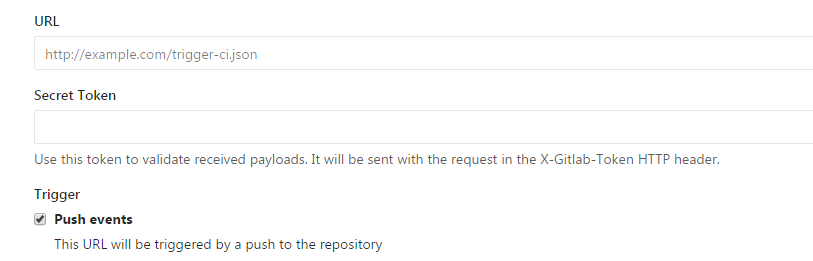 URL
http://example.com/trigger-ci.json
Secret Token
Use this token to validate received payloads. It will be sent with the request in the X-Gitlab-Token HTTP header.
Trigger
Push events
This URL will be triggered by a push to the repository